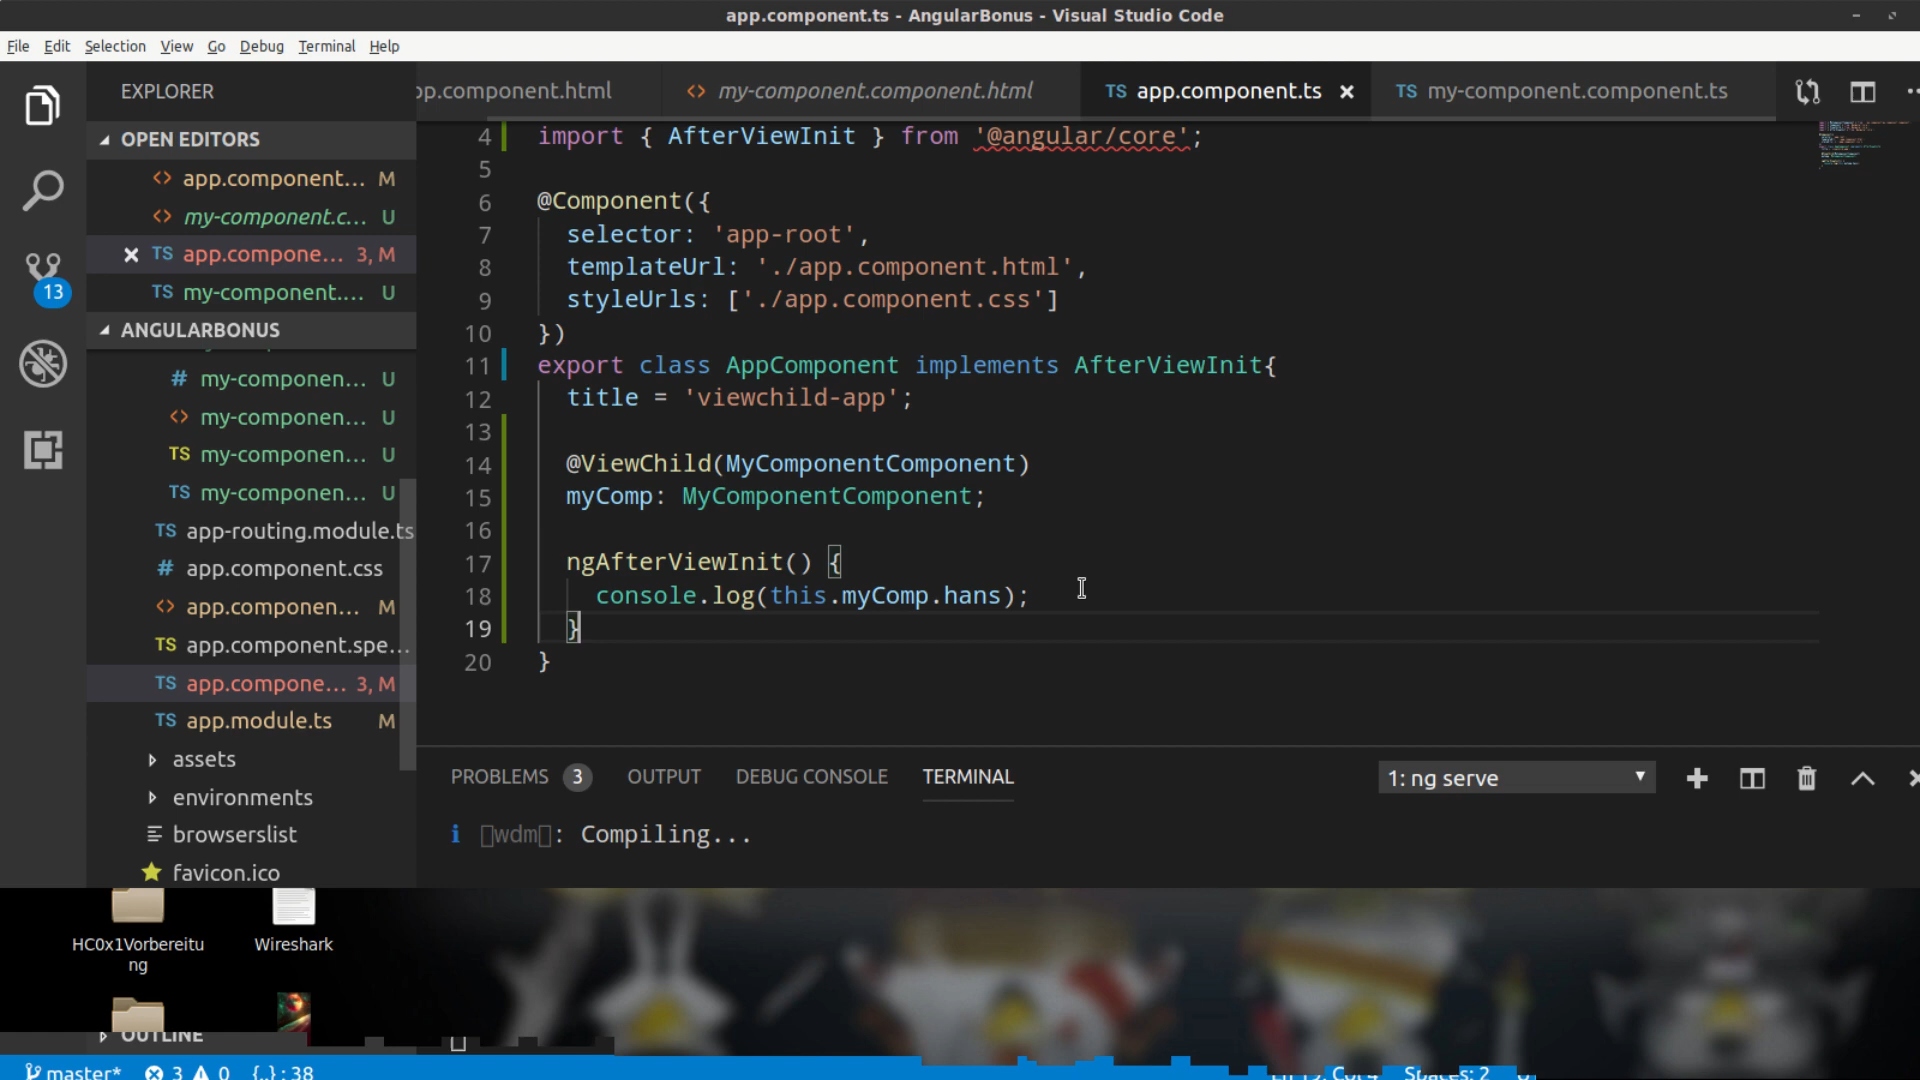 app.component.ts - AngularBonus - Visual Studio Code
File Edit Selection View Go Debug Terminal Help
EXPLORER
OPEN EDITORS
app.component... M
my-component.c... U
TS app.compone... 3, M
TS my-component.... U
ANGULARBONUS
# my-componen... U
<> my-componen... U
TS my-componen... U
TS my-componen... U
TS app-routing.module.ts
# app.component.css
<> app.componen... M
TS app.component.spe...
TS app.compone... 3, M
TS app.module.ts M
assets
environments
browserslist
favicon.ico
OUTLINE
13
pp.component.html
<> my-component.component.html
TS app.component.ts
TS my-component.component.ts
4 import { AfterViewInit } from '@angular/core';
5
6 @Component({
7 selector: 'app-root',
8 templateUrl: './app.component.html',
9 styleUrls: ['./app.component.css']
10 })
11 export class AppComponent implements AfterViewInit{
12 title = 'viewchild-app';
13
14 @ViewChild(MyComponentComponent)
15 myComp: MyComponentComponent;
16
17 ngAfterViewInit() {
18 console.log(this.myComp.hans);
19 }
20 }
PROBLEMS 3 OUTPUT DEBUG CONSOLE TERMINAL
1: ng serve
i ｢wdm｣: Compiling...
HC0x1Vorbereitu
ng
Wireshark
master* 3 0 {..} : 38
Spaces: 2